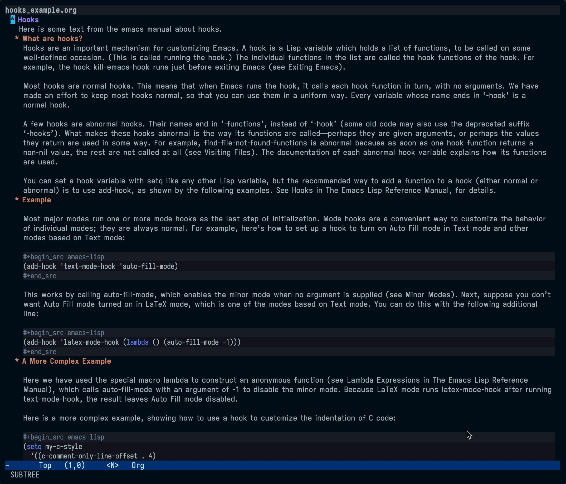 hooks_example.org
* Hooks
Here is some text from the emacs manual about hooks.
* What are hooks?
Hooks are an important mechanism for customizing Emacs. A hook is a Lisp variable which holds a list of functions, to be called on some
well-defined occasion. (This is called running the hook.) The individual functions in the list are called the hook functions of the hook. For
example, the hook kill-emacs-hook runs just before exiting Emacs (see Exiting Emacs).
Most hooks are normal hooks. This means that when Emacs runs the hook, it calls each hook function in turn, with no arguments. We have
made an effort to keep most hooks normal, so that you can use them in a uniform way. Every variable whose name ends in ‘-hook’ is a
normal hook.
A few hooks are abnormal hooks. Their names end in ‘-functions’, instead of ‘-hook’ (some old code may also use the deprecated suffix
‘-hooks’). What makes these hooks abnormal is the way its functions are called—perhaps they are given arguments, or perhaps the values
they return are used in some way. For example, find-file-not-found-functions is abnormal because as soon as one hook function returns a
non-nil value, the rest are not called at all (see Visiting Files). The documentation of each abnormal hook variable explains how its functions
are used.
You can set a hook variable with setq like any other Lisp variable, but the recommended way to add a function to a hook (either normal or
abnormal) is to use add-hook, as shown by the following examples. See Hooks in The Emacs Lisp Reference Manual, for details.
* Example
Most major modes run one or more mode hooks as the last step of initialization. Mode hooks are a convenient way to customize the behavior
of individual modes; they are always normal. For example, here’s how to set up a hook to turn on Auto Fill mode in Text mode and other
modes based on Text mode:
#+begin_src emacs-lisp
(add-hook 'text-mode-hook 'auto-fill-mode)
#+end_src
This works by calling auto-fill-mode, which enables the minor mode when no argument is supplied (see Minor Modes). Next, suppose you don’t
want Auto Fill mode turned on in LaTeX mode, which is one of the modes based on Text mode. You can do this with the following additional
line:
#+begin_src emacs-lisp
(add-hook 'latex-mode-hook (lambda () (auto-fill-mode -1)))
#+end_src
* A More Complex Example
Here we have used the special macro lambda to construct an anonymous function (see Lambda Expressions in The Emacs Lisp Reference
Manual), which calls auto-fill-mode with an argument of -1 to disable the minor mode. Because LaTeX mode runs latex-mode-hook after running
text-mode-hook, the result leaves Auto Fill mode disabled.
Here is a more complex example, showing how to use a hook to customize the indentation of C code:
#+begin_src emacs lisp
(setq my-c-style
'((c-comment-only-line-offset . 4)
- Top (1,0) <N> Org
SUBTREE